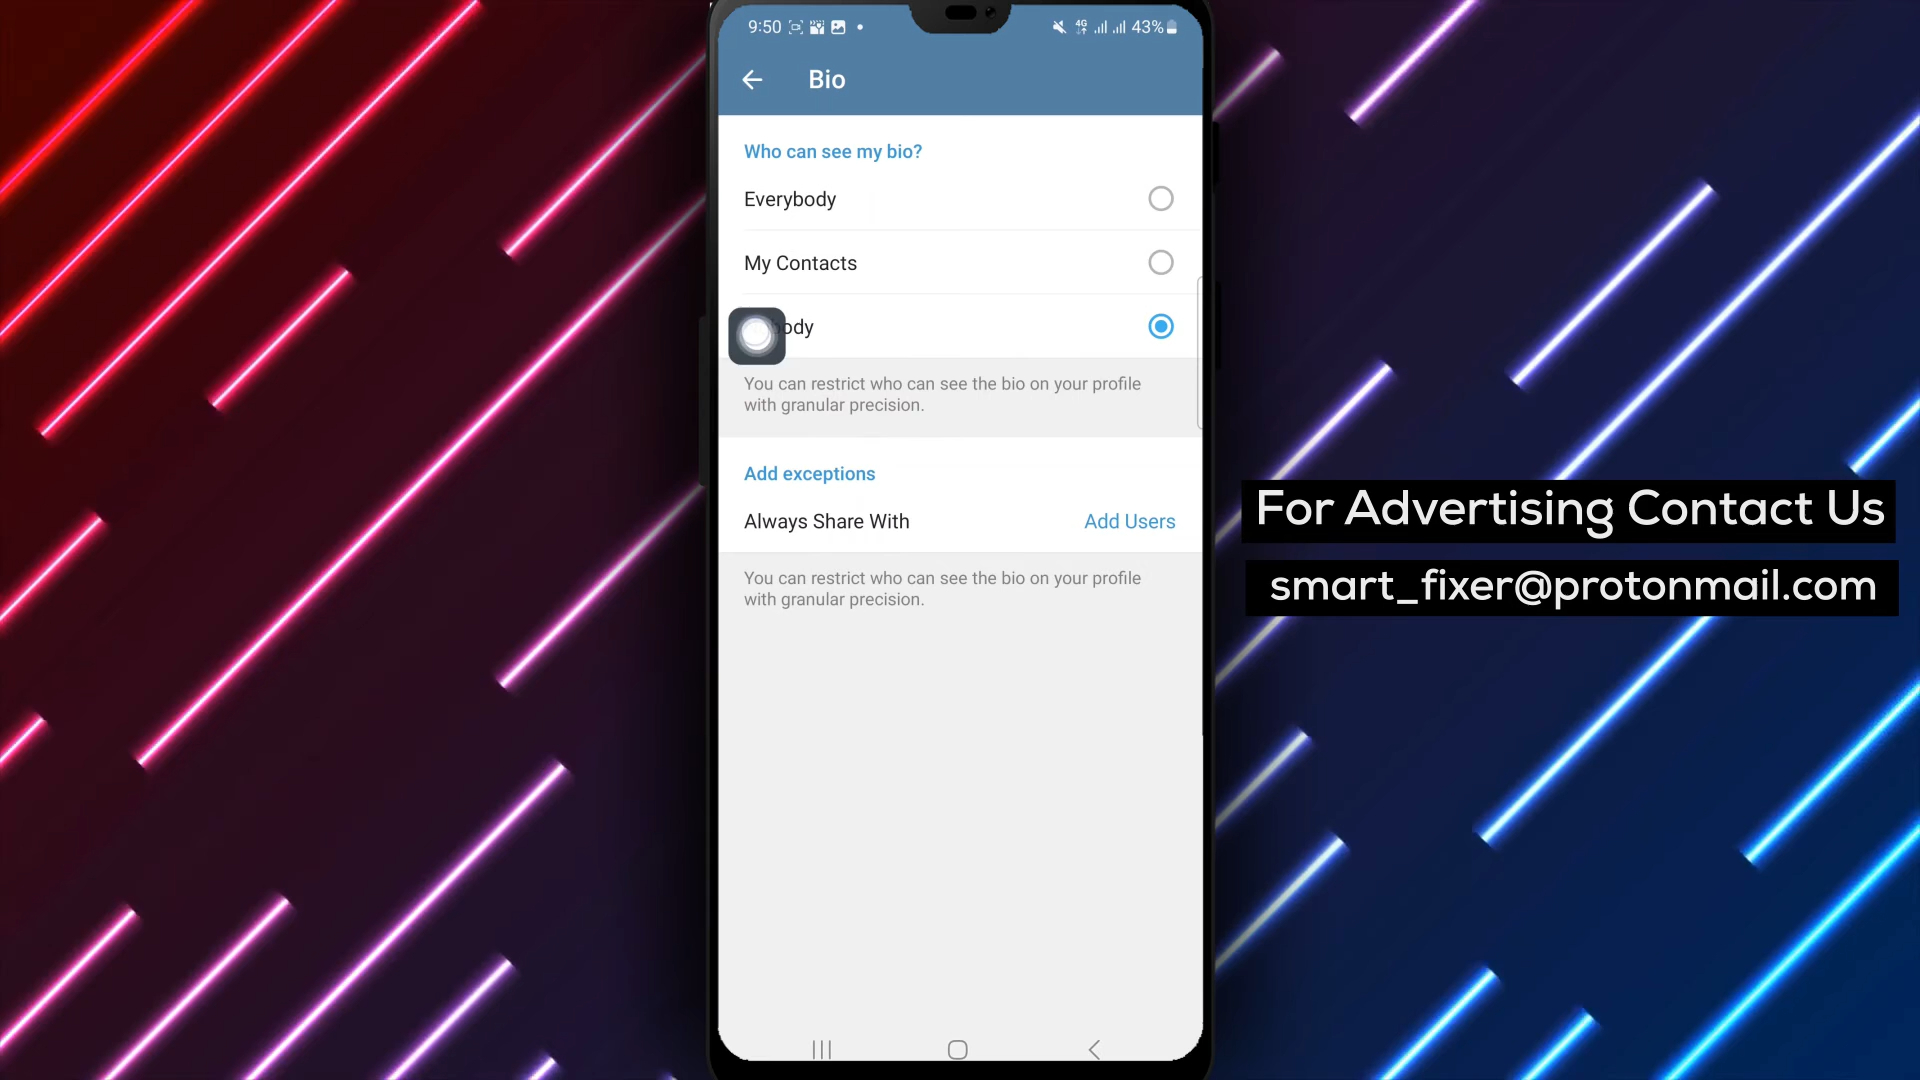 9:50
4G
43%
Bio
Who can see my bio?
Everybody
My Contacts
body
You can restrict who can see the bio on your profile
with granular precision.
Add exceptions
Always Share With
Add Users
You can restrict who can see the bio on your profile
with granular precision.
For Advertising Contact Us
smart_fixer@protonmail.com